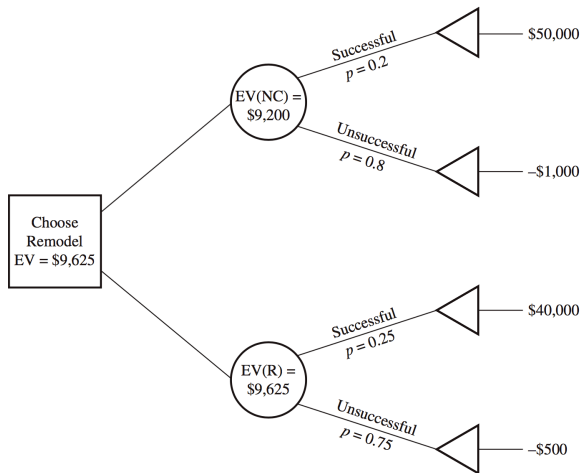 Successful
p = 0.2
$50,000
EV(NC) =
$9,200
Unsuccessful
p = 0.8
–$1,000
Choose
Remodel
EV = $9,625
Successful
p = 0.25
$40,000
EV(R) =
$9,625
Unsuccessful
p = 0.75
–$500